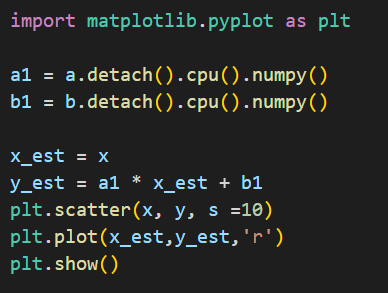 import matplotlib.pyplot as plt
a1 = a.detach().cpu().numpy()
b1 = b.detach().cpu().numpy()
x_est = x
y_est = a1 * x_est + b1
plt.scatter(x, y, s =10)
plt.plot(x_est,y_est,'r')
plt.show()